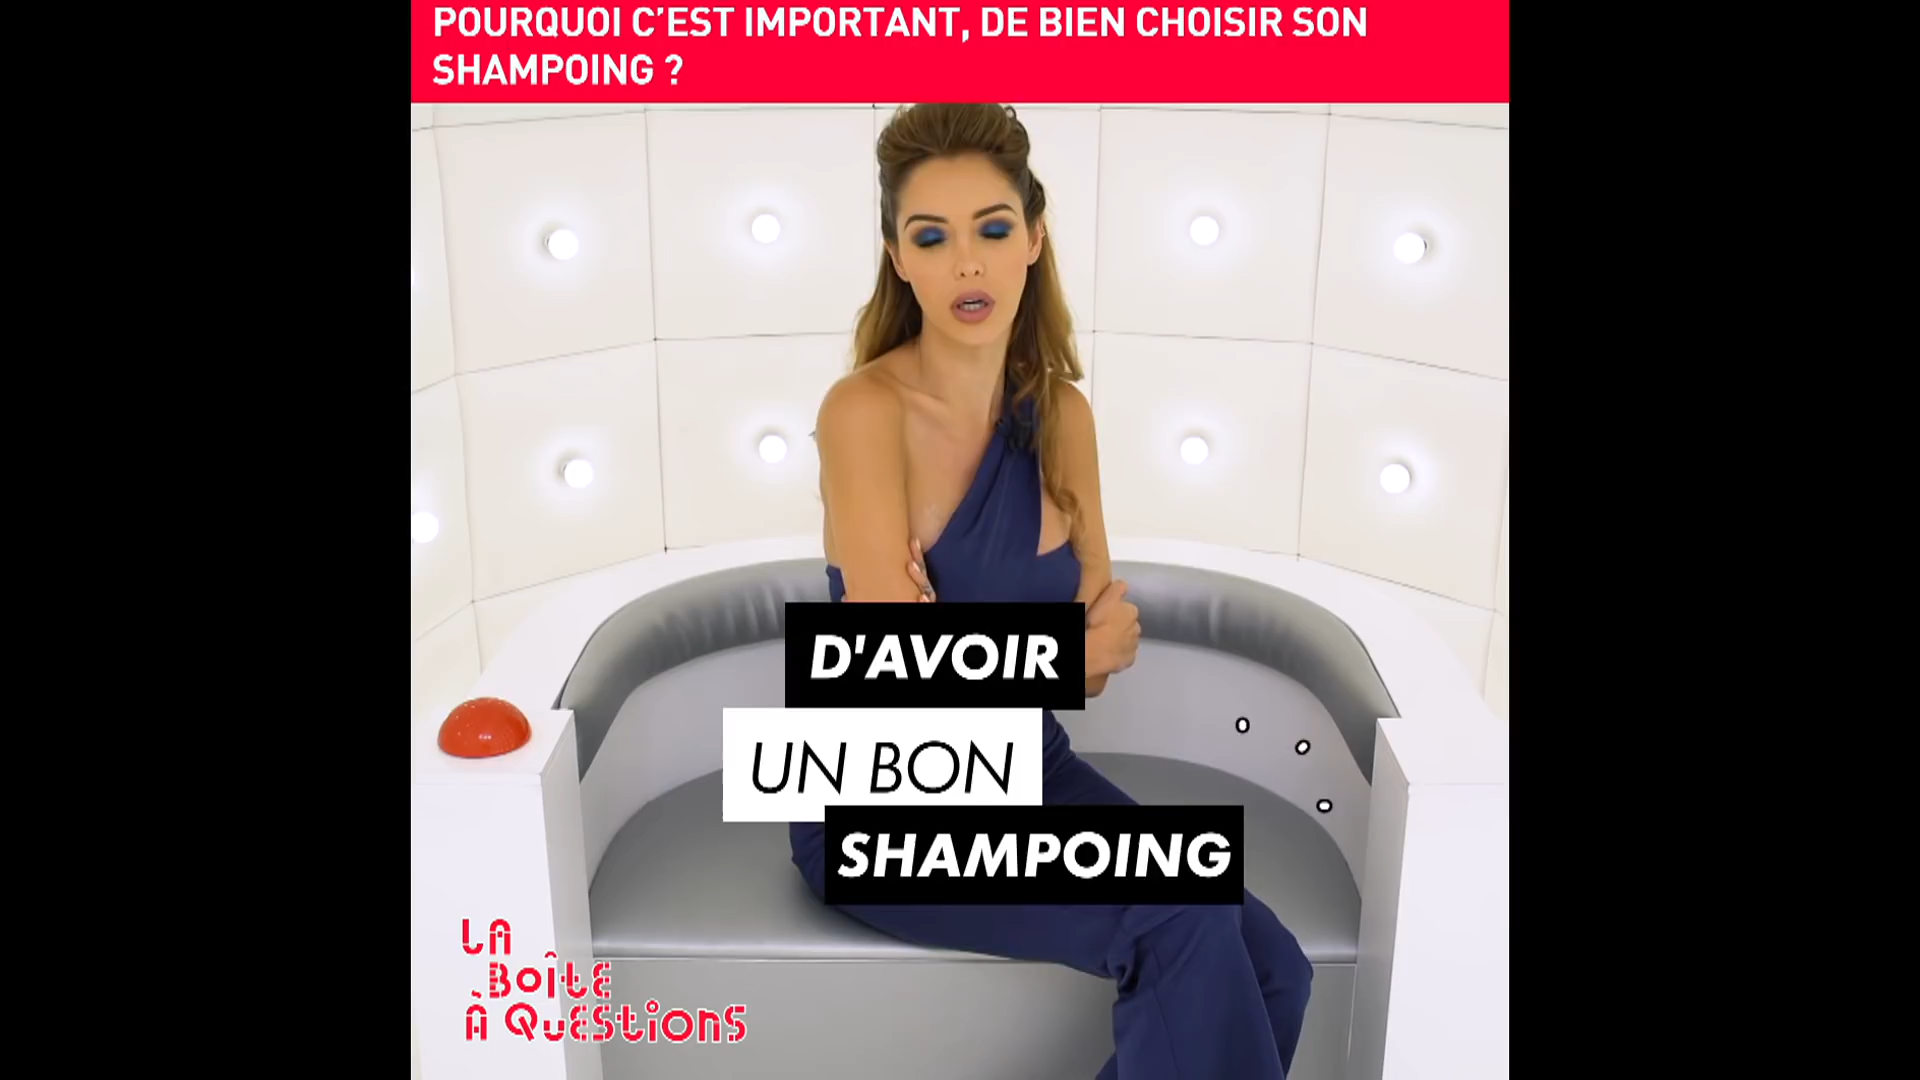 POURQUOI C'EST IMPORTANT, DE BIEN CHOISIR SON
SHAMPOING ?
D'AVOIR
UN BON
SHAMPOING
LA
BOÎTE
À QUESTIONS